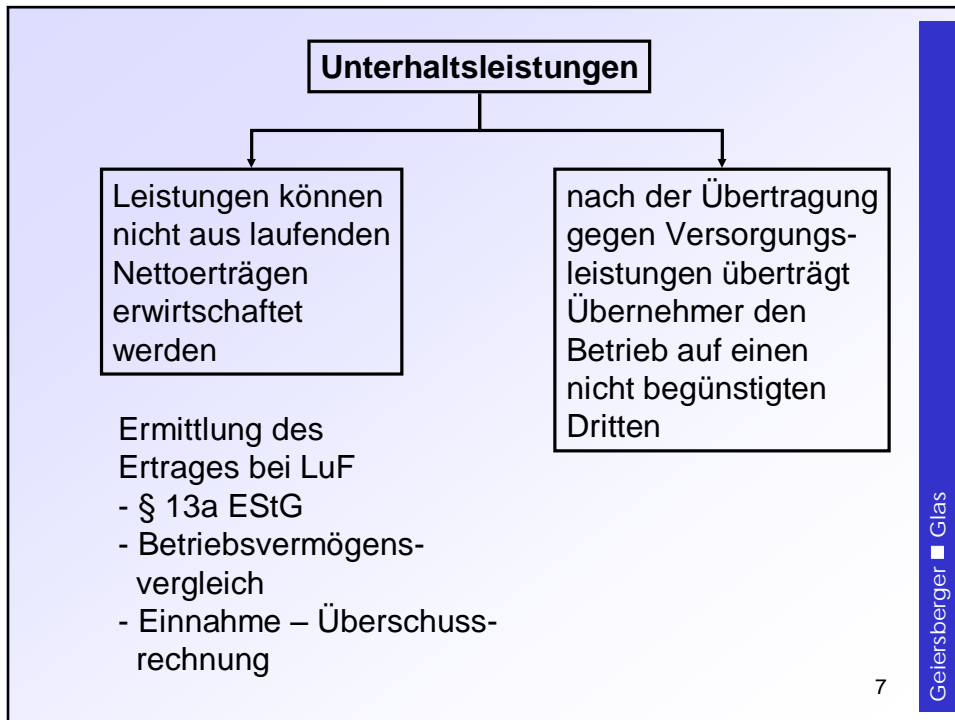 Unterhaltsleistungen
Leistungen können
nicht aus laufenden
Nettoerträgen
erwirtschaftet
werden
nach der Übertragung
gegen Versorgungs-
leistungen überträgt
Übernehmer den
Betrieb auf einen
nicht begünstigten
Dritten
Ermittlung des
Ertrages bei LuF
- § 13a EStG
- Betriebsvermögens-
vergleich
- Einnahme – Überschuss-
rechnung
7
Geiersberger ■ Glas